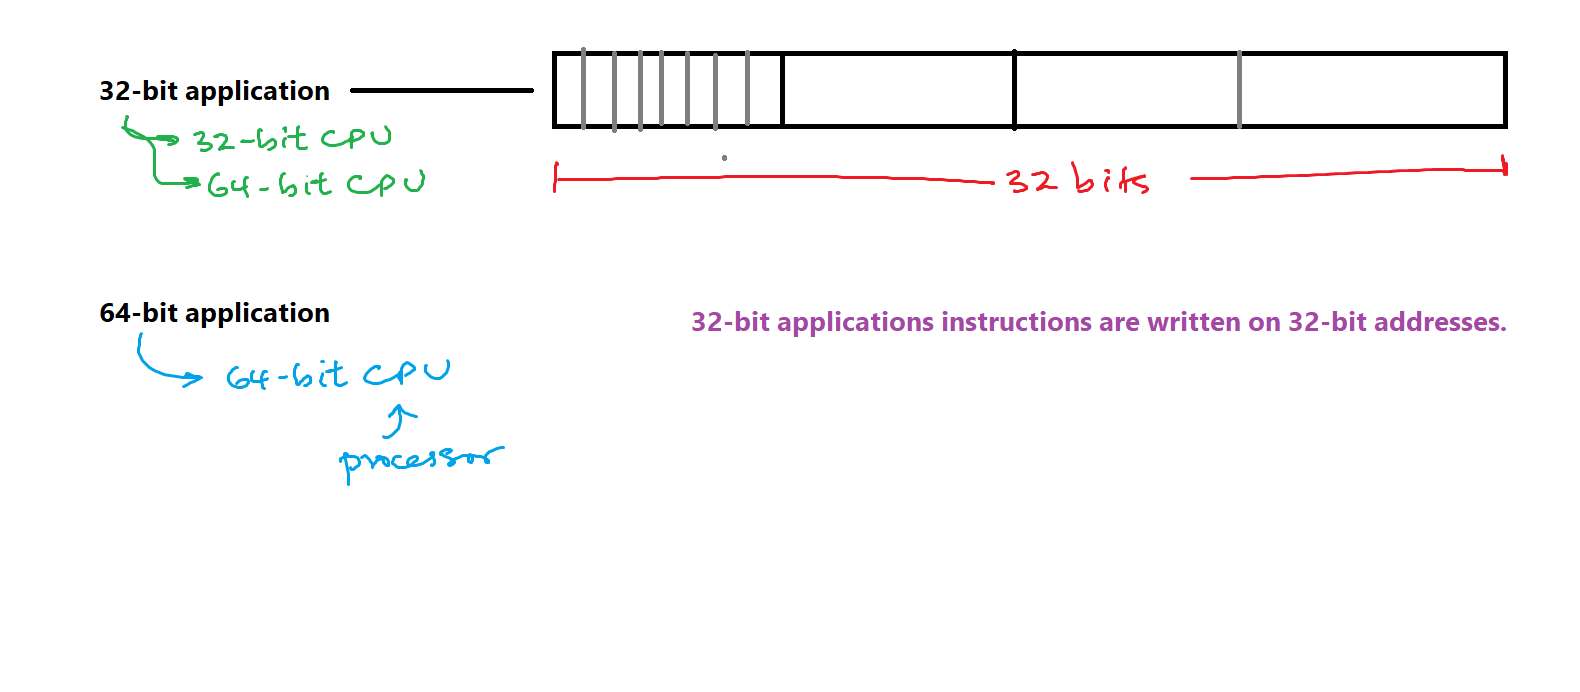 32-bit application
32-bit CPU
64-bit CPU
32 bits
64-bit application
32-bit applications instructions are written on 32-bit addresses.
64-bit CPU
processor